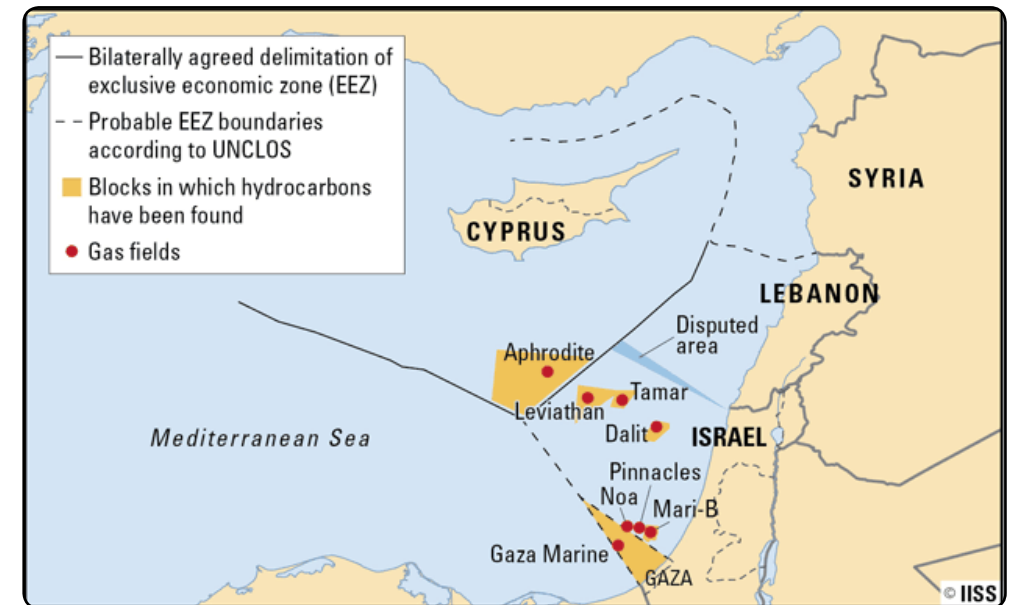 Bilaterally agreed delimitation of
exclusive economic zone (EEZ)
Probable EEZ boundaries
according to UNCLOS
Blocks in which hydrocarbons
have been found
Gas fields
SYRIA
CYPRUS
LEBANON
Disputed
area
Aphrodite
Tamar
Leviathan
Dalit
ISRAEL
Mediterranean Sea
Pinnacles
Noa
Mari-B
Gaza Marine
GAZA
© IISS